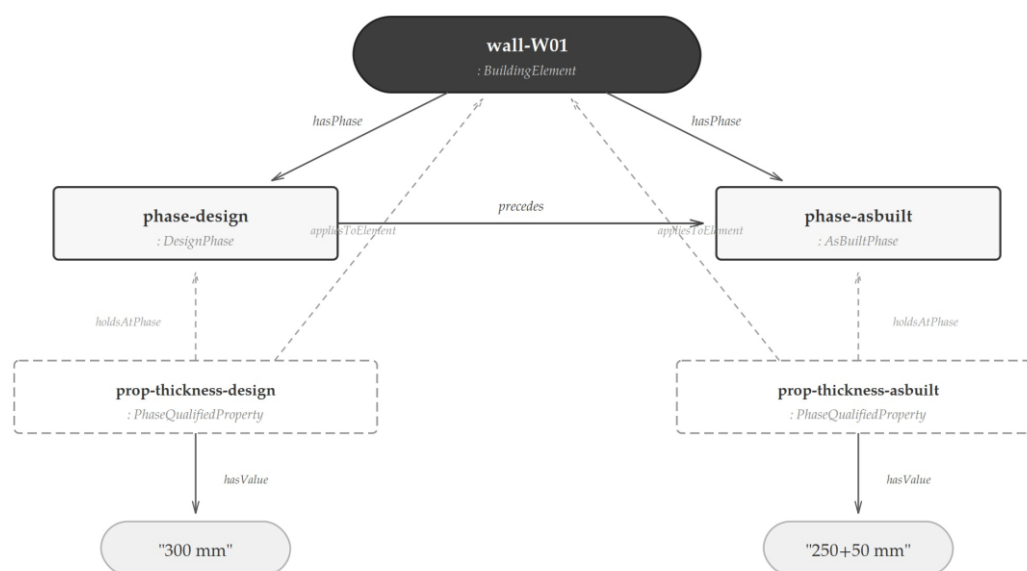 wall-W01
: BuildingElement
hasPhase
hasPhase
phase-design
: DesignPhase
precedes
phase-asbuilt
: AsBuiltPhase
appliesToElement
appliesToElement
holdsAtPhase
holdsAtPhase
prop-thickness-design
: PhaseQualifiedProperty
prop-thickness-asbuilt
: PhaseQualifiedProperty
hasValue
hasValue
"300 mm"
"250+50 mm"